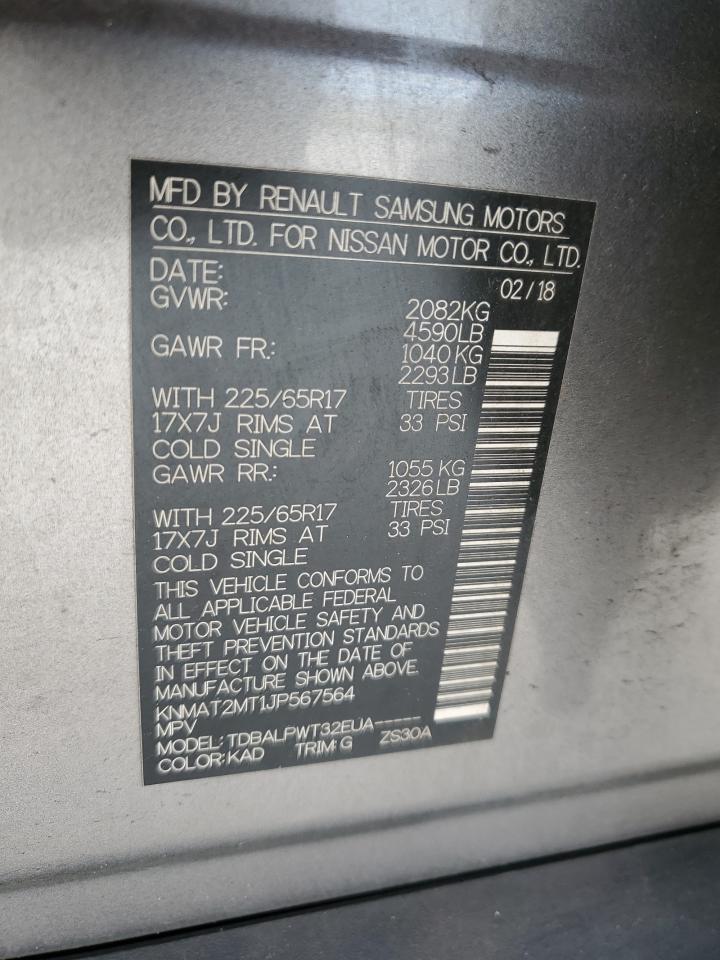 MFD BY RENAULT SAMSUNG MOTORS
CO., LTD. FOR NISSAN MOTOR CO., LTD.
DATE: 02/18
GVWR: 2082KG
4590LB
GAWR FR.: 1040KG
2293LB
WITH 225/65R17 TIRES
17X7J RIMS AT 33 PSI
COLD SINGLE
GAWR RR.: 1055KG
2326LB
WITH 225/65R17 TIRES
17X7J RIMS AT 33 PSI
COLD SINGLE
THIS VEHICLE CONFORMS TO
ALL APPLICABLE FEDERAL
MOTOR VEHICLE SAFETY AND
THEFT PREVENTION STANDARDS
IN EFFECT ON THE DATE OF
MANUFACTURE SHOWN ABOVE.
KNMAT2MT1JP567564
MPV
MODEL: TDBALPWT32EUA------
COLOR: KAD TRIM: G ZS30A